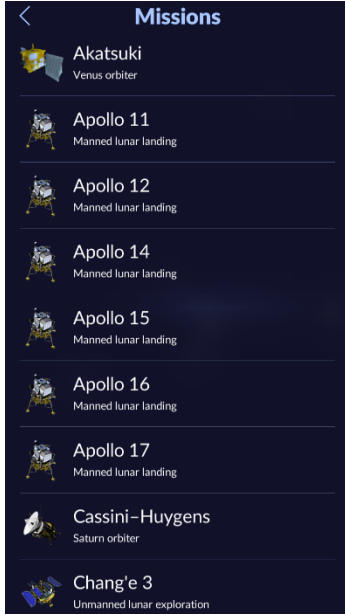 Missions
Akatsuki
Venus orbiter
Apollo 11
Manned lunar landing
Apollo 12
Manned lunar landing
Apollo 14
Manned lunar landing
Apollo 15
Manned lunar landing
Apollo 16
Manned lunar landing
Apollo 17
Manned lunar landing
Cassini–Huygens
Saturn orbiter
Chang'e 3
Unmanned lunar exploration